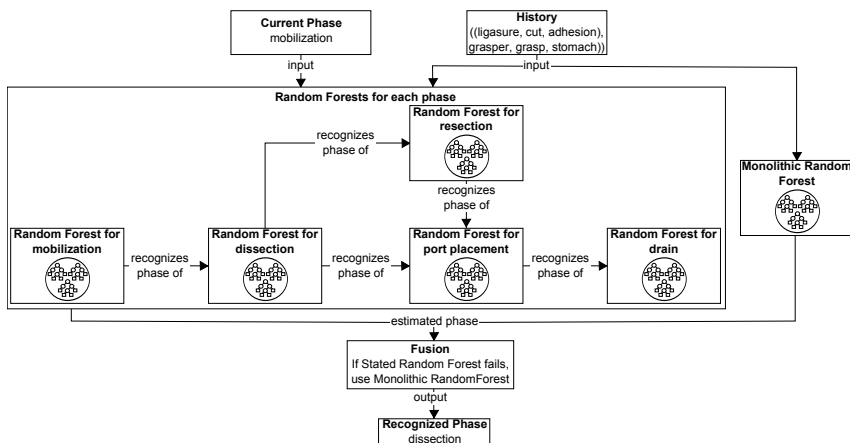 Current Phase
mobilization
History
((ligasure, cut, adhesion),
grasper, grasp, stomach))
input
input
Random Forests for each phase
Random Forest for
resection
recognizes
phase of
Monolithic Random
Forest
recognizes
phase of
Random Forest for
mobilization
recognizes
phase of
Random Forest for
dissection
recognizes
phase of
Random Forest for
port placement
recognizes
phase of
Random Forest for
drain
estimated phase
Fusion
If Stated Random Forest fails,
use Monolithic RandomForest
output
Recognized Phase
dissection